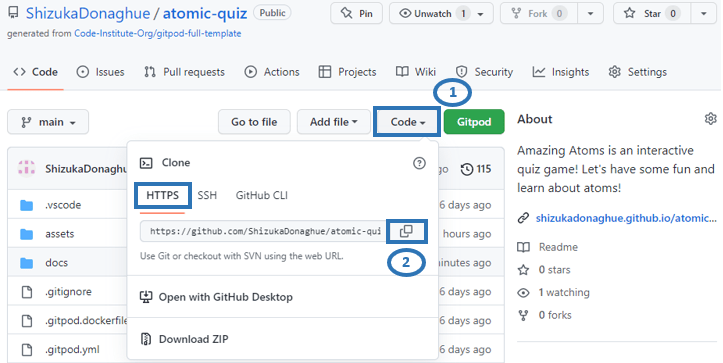 ShizukaDonaghue / atomic-quiz Public Pin Unwatch 1 Fork 0 Star 0
generated from Code-Institute-Org/gitpod-full-template
Code Issues Pull requests Actions Projects Wiki Security Insights Settings
1
main Go to file Add file Code Gitpod
About
Amazing Atoms is an interactive
quiz game! Let's have some fun and
learn about atoms!
shizukadonaghue.github.io/atomic...
Readme
0 stars
1 watching
0 forks
Clone
HTTPS SSH GitHub CLI
https://github.com/ShizukaDonaghue/atomic-qui
2
Use Git or checkout with SVN using the web URL.
Open with GitHub Desktop
Download ZIP
ShizukaDonaghue go 115
.vscode 6 days ago
assets hours ago
docs minutes ago
.gitignore 6 days ago
.gitpod.dockerfile 6 days ago
.gitpod.yml 6 days ago